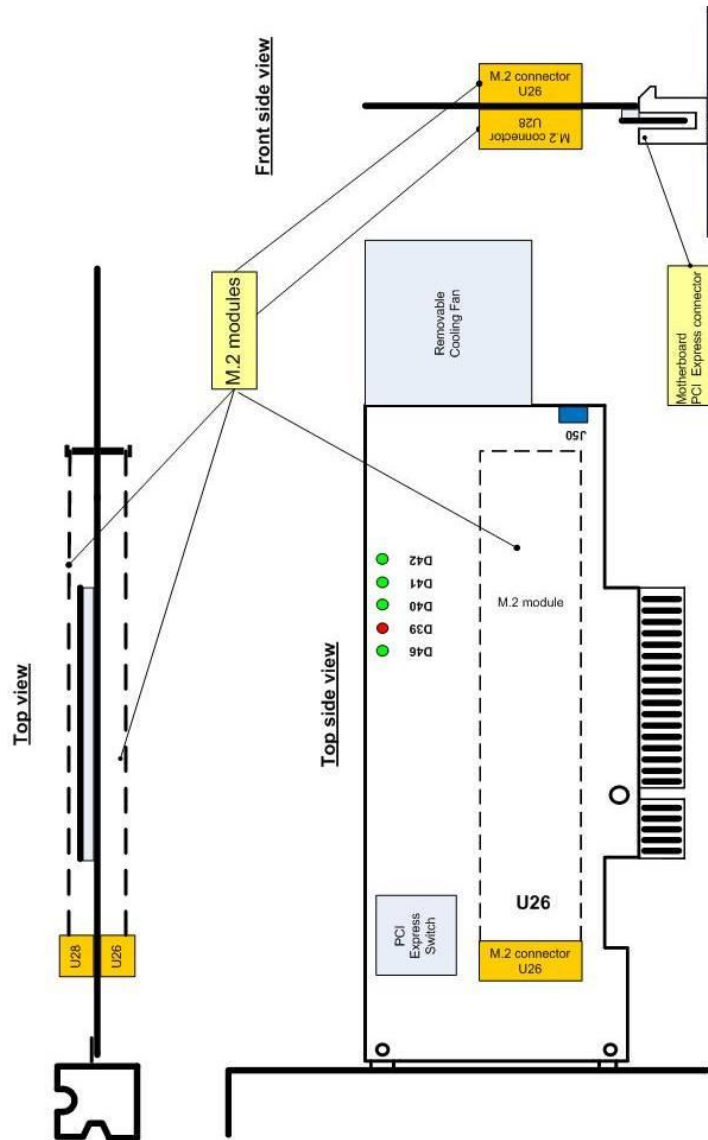 Front side view
M.2 connector
U26
M.2 connector
U28
M.2 modules
Removable
Cooling Fan
Motherboard
PCI Express connector
J50
Top view
Top side view
D42
D41
D40
D39
D46
M.2 module
U28
U26
PCI
Express
Switch
U26
M.2 connector
U26